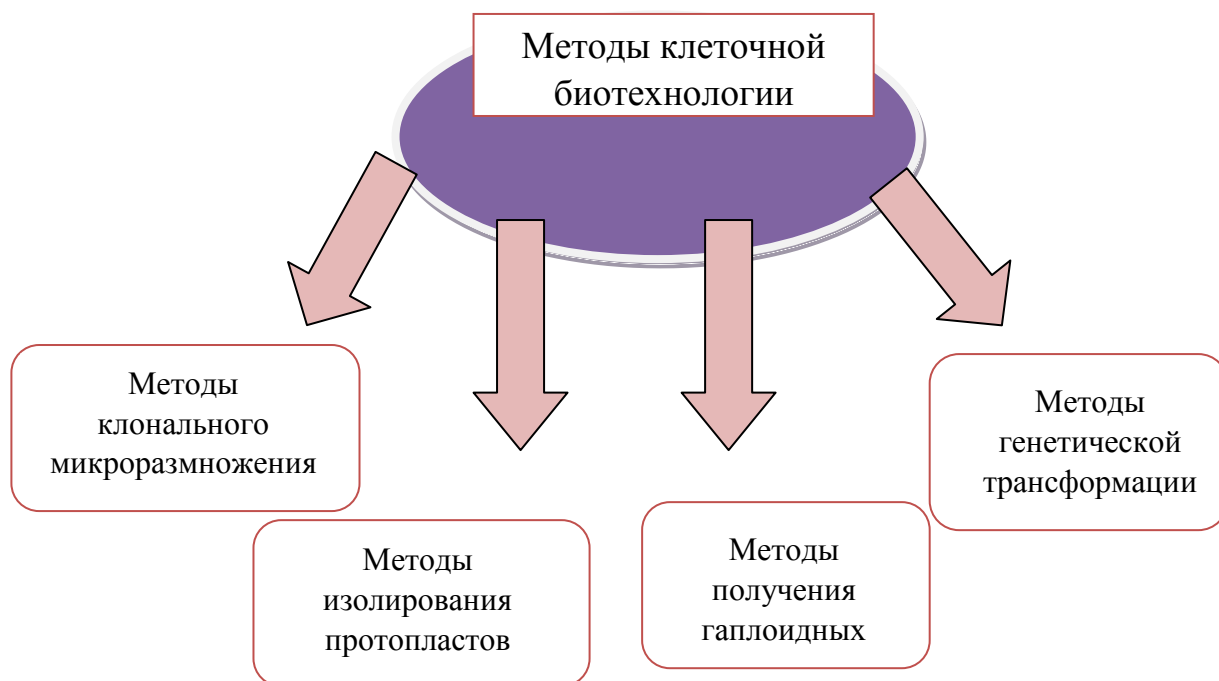 Методы клеточной
биотехнологии
Методы
клонального
микроразмножения
Методы
изолирования
протопластов
Методы
получения
гаплоидных
Методы
генетической
трансформации